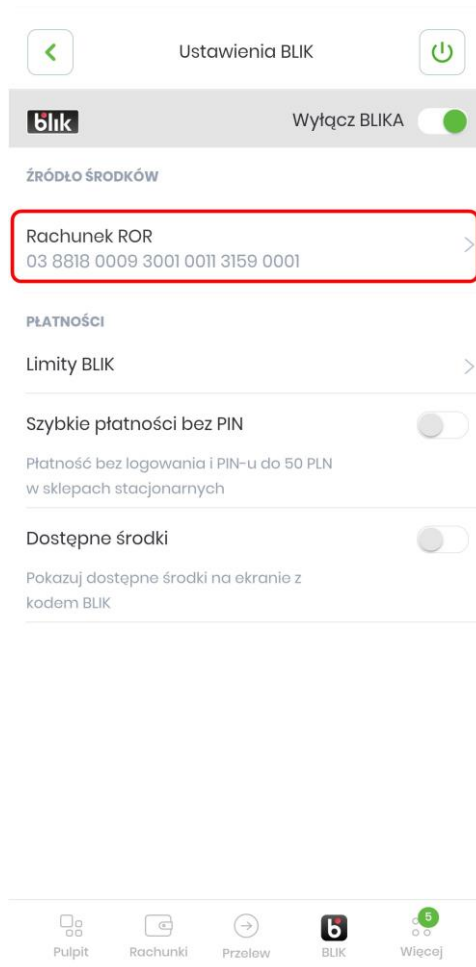 Ustawienia BLIK
blik
Wyłącz BLIKA
ŹRÓDŁO ŚRODKÓW
Rachunek ROR
03 8818 0009 3001 0011 3159 0001
PŁATNOŚCI
Limity BLIK
Szybkie płatności bez PIN
Płatność bez logowania i PIN-u do 50 PLN
w sklepach stacjonarnych
Dostępne środki
Pokazuj dostępne środki na ekranie z
kodem BLIK
5
Pulpit
Rachunki
Przelew
BLIK
Więcej